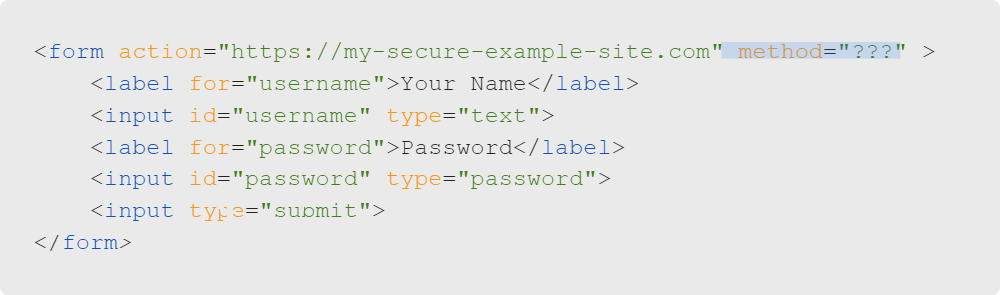 <form action="https://my-secure-example-site.com" method="???" >
<label for="username">Your Name</label>
<input id="username" type="text">
<label for="password">Password</label>
<input id="password" type="password">
<input type="submit">
</form>